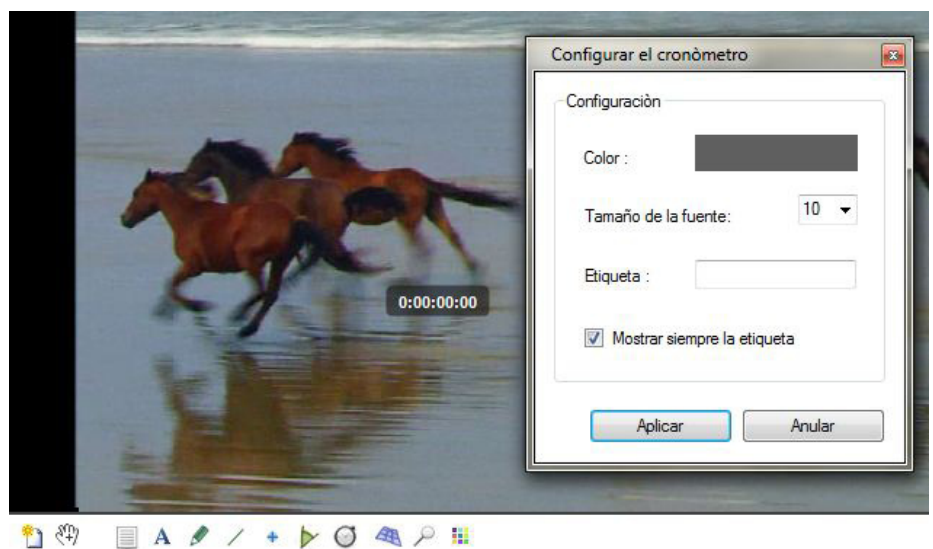 Configurar el cronòmetro
Configuraciòn
Color :
Tamaño de la fuente:
10
Etiqueta :
Mostrar siempre la etiqueta
Aplicar
Anular
0:00:00:00
A